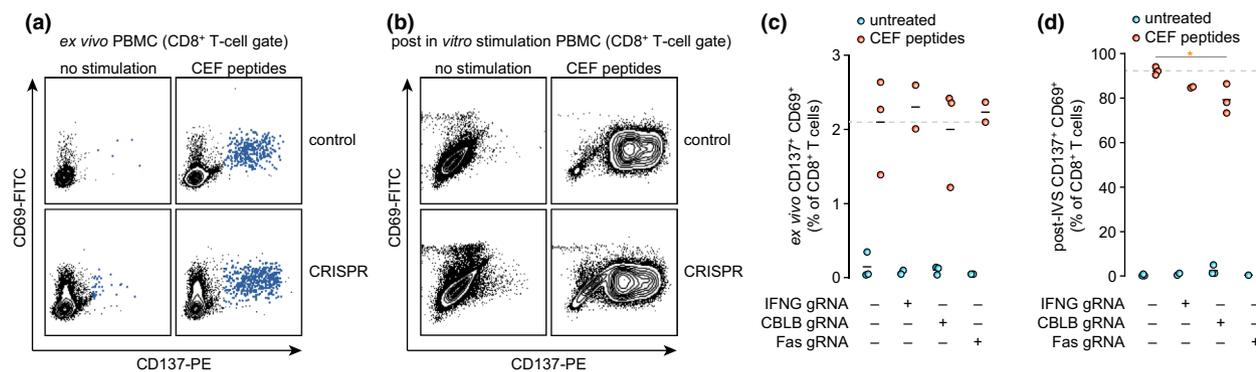 (a)
ex vivo PBMC (CD8⁺ T-cell gate)
no stimulation CEF peptides
control
CRISPR
CD69-FITC
CD137-PE
(b)
post in vitro stimulation PBMC (CD8⁺ T-cell gate)
no stimulation CEF peptides
control
CRISPR
CD69-FITC
CD137-PE
(c)
untreated
CEF peptides
ex vivo CD137⁺ CD69⁺
(% of CD8⁺ T cells)
3
2
1
0
IFNG gRNA – + – –
CBLB gRNA – – + –
Fas gRNA – – – +
(d)
untreated
CEF peptides
post-IVS CD137⁺ CD69⁺
(% of CD8⁺ T cells)
100
80
60
40
20
0
*
IFNG gRNA – + – –
CBLB gRNA – – + –
Fas gRNA – – – +